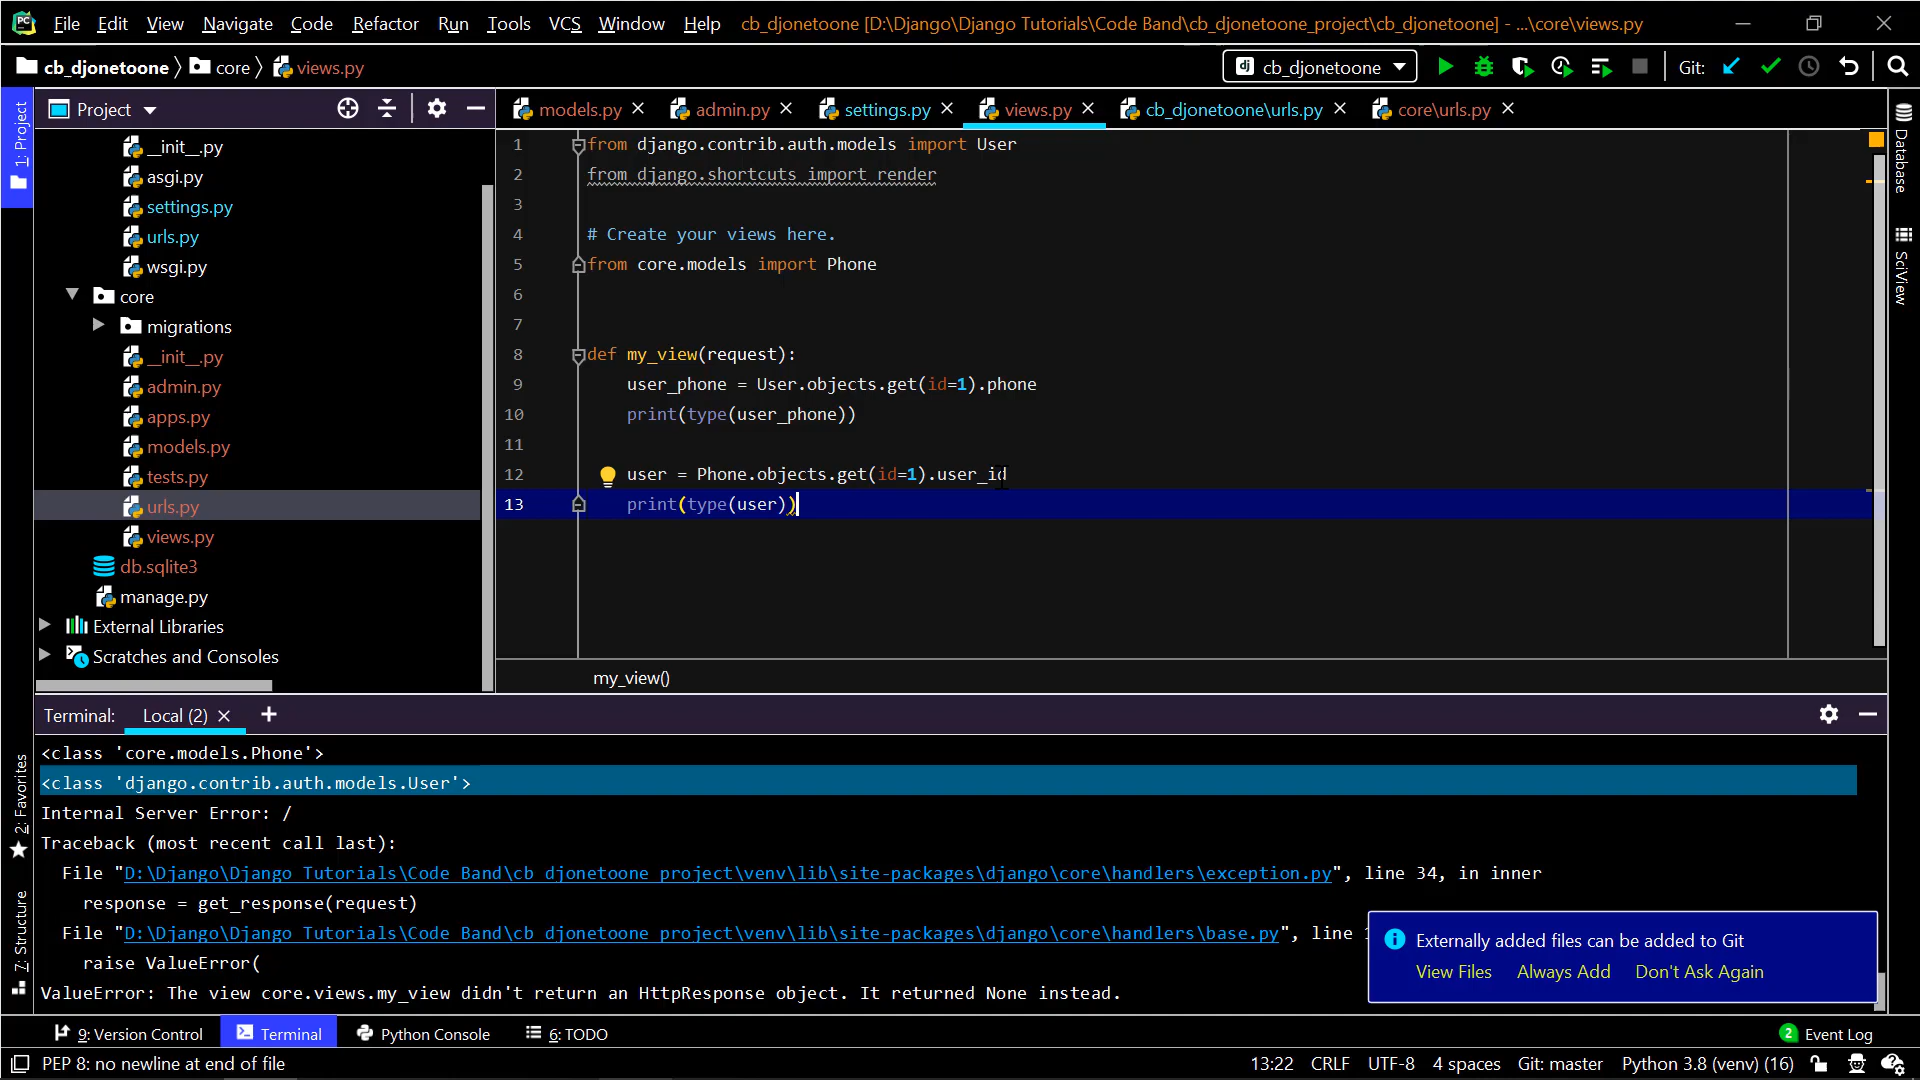 File Edit View Navigate Code Refactor Run Tools VCS Window Help cb_djonetoone [D:\Django\Django Tutorials\Code Band\cb_djonetoone_project\cb_djonetoone] - ...\core\views.py
cb_djonetoone core views.py dj cb_djonetoone Git:
Project models.py admin.py settings.py views.py cb_djonetoone\urls.py core\urls.py
1: Project
__init__.py
asgi.py
settings.py
urls.py
wsgi.py
core
migrations
__init__.py
admin.py
apps.py
models.py
tests.py
urls.py
views.py
db.sqlite3
manage.py
External Libraries
Scratches and Consoles
1 from django.contrib.auth.models import User
2 from django.shortcuts import render
3
4 # Create your views here.
5 from core.models import Phone
6
7
8 def my_view(request):
9 user_phone = User.objects.get(id=1).phone
10 print(type(user_phone))
11
12 user = Phone.objects.get(id=1).user_id
13 print(type(user))
my_view()
Database
SciView
Terminal: Local (2) +
<class 'core.models.Phone'>
<class 'django.contrib.auth.models.User'>
Internal Server Error: /
Traceback (most recent call last):
File "D:\Django\Django Tutorials\Code Band\cb_djonetoone_project\venv\lib\site-packages\django\core\handlers\exception.py", line 34, in inner
response = get_response(request)
File "D:\Django\Django Tutorials\Code Band\cb_djonetoone_project\venv\lib\site-packages\django\core\handlers\base.py", line
raise ValueError(
ValueError: The view core.views.my_view didn't return an HttpResponse object. It returned None instead.
2: Favorites
7: Structure
Externally added files can be added to Git
View Files Always Add Don't Ask Again
9: Version Control Terminal Python Console 6: TODO 2 Event Log
PEP 8: no newline at end of file 13:22 CRLF UTF-8 4 spaces Git: master Python 3.8 (venv) (16)